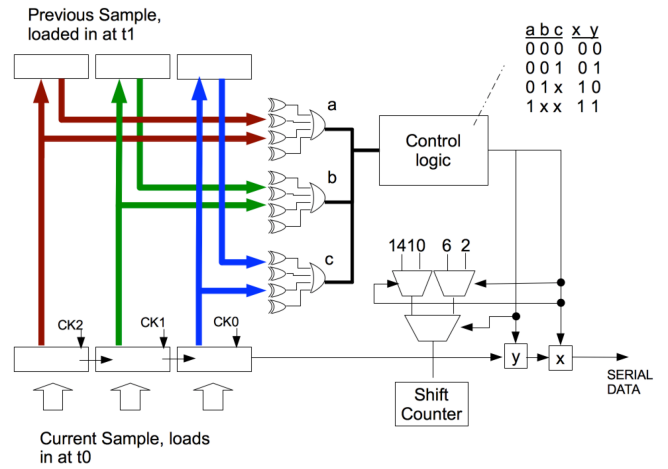 Previous Sample,
loaded in at t1
a b c x y
0 0 0 0 0
0 0 1 0 1
0 1 x 1 0
1 x x 1 1
a
Control
logic
b
c
1410 6 2
CK2
CK1
CK0
y
x
SERIAL
DATA
Shift
Counter
Current Sample, loads
in at t0